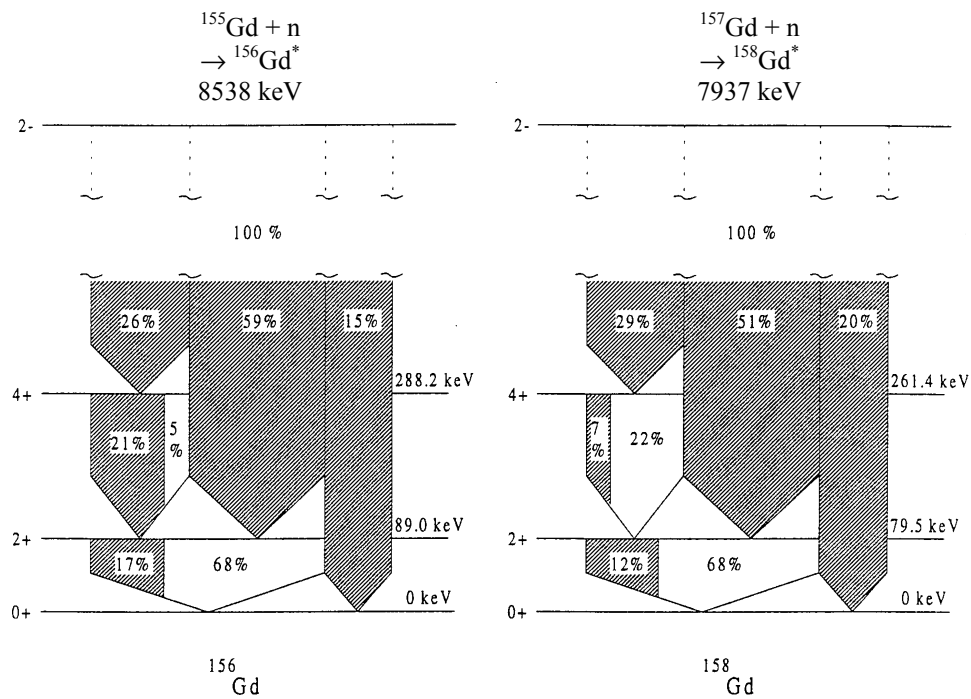 ¹⁵⁵Gd + n
→ ¹⁵⁶Gd*
8538 keV
2-
100 %
26% 59% 15%
288.2 keV
4+
21% 5 %
89.0 keV
2+
17% 68%
0 keV
0+
156
Gd
¹⁵⁷Gd + n
→ ¹⁵⁸Gd*
7937 keV
2-
100 %
29% 51% 20%
261.4 keV
4+
7 % 22%
79.5 keV
2+
12% 68%
0 keV
0+
158
Gd